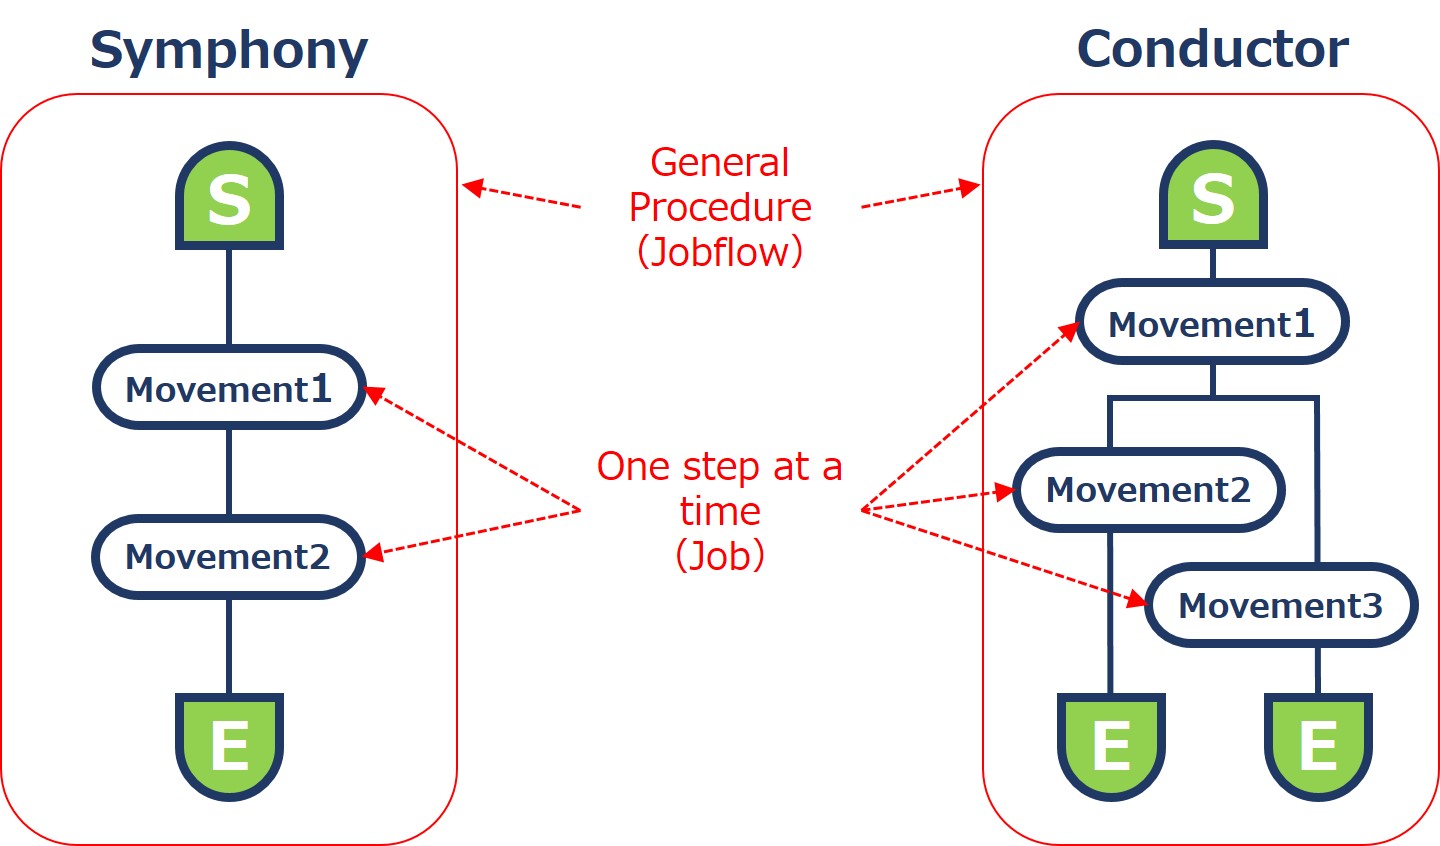 Symphony
S
Movement1
Movement2
E
General
Procedure
（Jobflow）
One step at a
time
（Job）
Conductor
S
Movement1
Movement2
Movement3
E
E